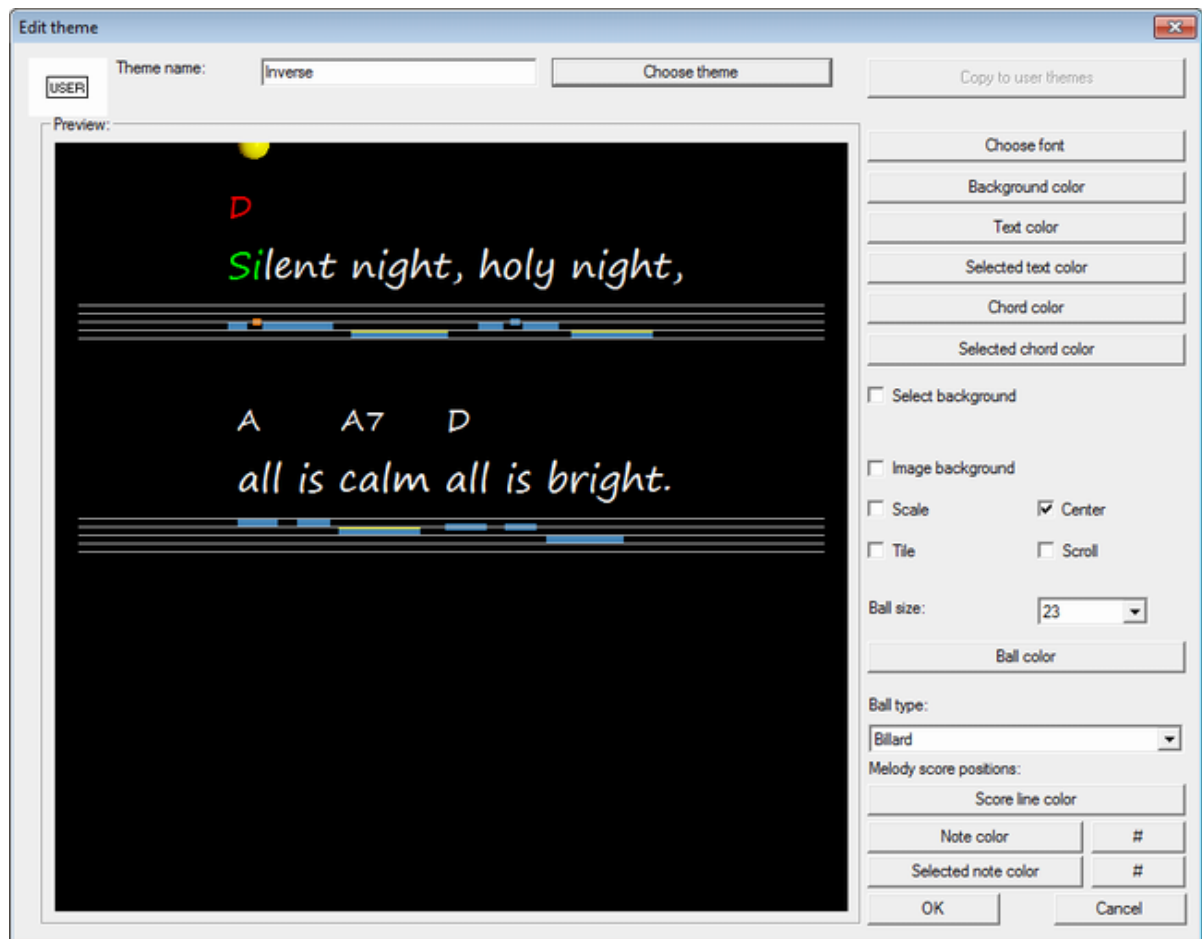 Edit theme
USER
Theme name:
Inverse
Choose theme
Copy to user themes
Preview:
D
Silent night, holy night,
A A7 D
all is calm all is bright.
Choose font
Background color
Text color
Selected text color
Chord color
Selected chord color
Select background
Image background
Scale Center
Tile Scroll
Ball size: 23
Ball color
Ball type:
Billard
Melody score positions:
Score line color
Note color #
Selected note color #
OK Cancel